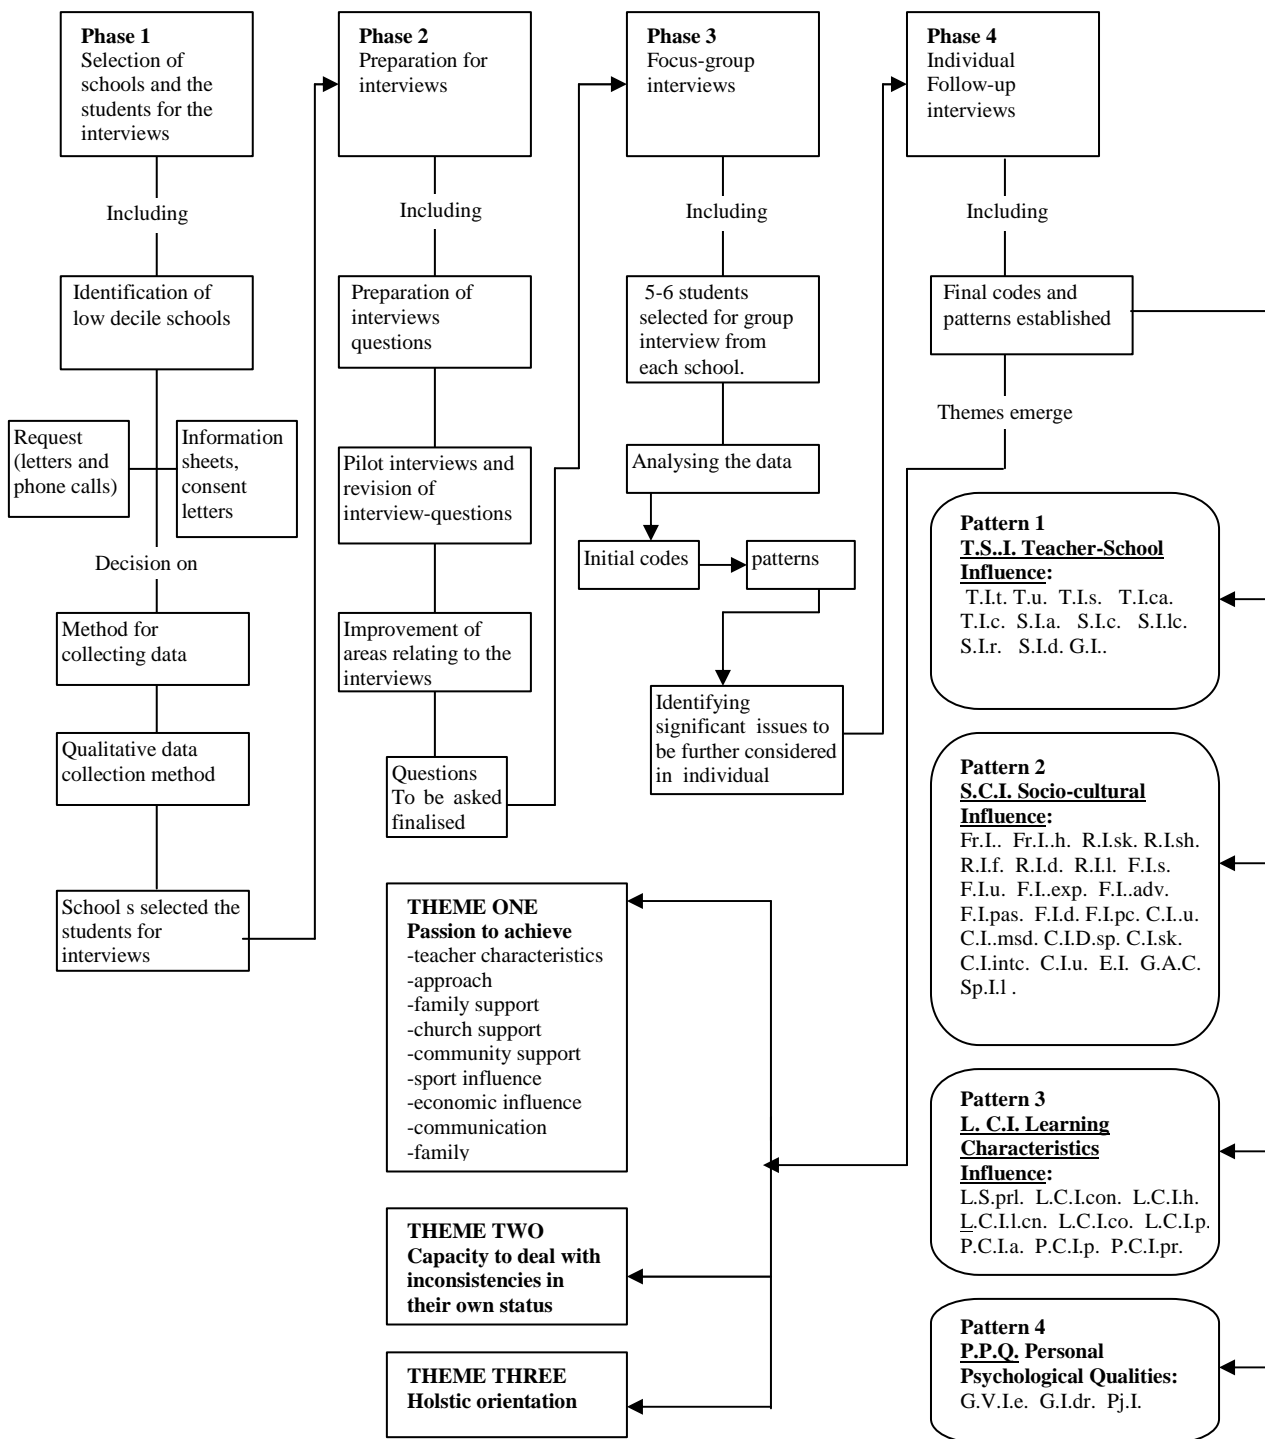 Phase 1
Selection of
schools and the
students for the
interviews
Including
Identification of
low decile schools
Request
(letters and
phone calls)
Information
sheets,
consent
letters
Decision on
Method for
collecting data
Qualitative data
collection method
School s selected the
students for
interviews
Phase 2
Preparation for
interviews
Including
Preparation of
interviews
questions
Pilot interviews and
revision of
interview-questions
Improvement of
areas relating to the
interviews
Questions
To be asked
finalised
Phase 3
Focus-group
interviews
Including
5-6 students
selected for group
interview from
each school.
Analysing the data
Initial codes
patterns
Identifying
significant issues to
be further considered
in individual
Phase 4
Individual
Follow-up
interviews
Including
Final codes and
patterns established
Themes emerge
Pattern 1
T.S..I. Teacher-School
Influence:
T.I.t. T.u. T.I.s. T.I.ca.
T.I.c. S.I.a. S.I.c. S.I.lc.
S.I.r. S.I.d. G.I..
Pattern 2
S.C.I. Socio-cultural
Influence:
Fr.I.. Fr.I..h. R.I.sk. R.I.sh.
R.I.f. R.I.d. R.I.l. F.I.s.
F.I.u. F.I..exp. F.I..adv.
F.I.pas. F.I.d. F.I.pc. C.I..u.
C.I..msd. C.I.D.sp. C.I.sk.
C.I.intc. C.I.u. E.I. G.A.C.
Sp.I.l .
Pattern 3
L. C.I. Learning
Characteristics
Influence:
L.S.prl. L.C.I.con. L.C.I.h.
L.C.I.l.cn. L.C.I.co. L.C.I.p.
P.C.I.a. P.C.I.p. P.C.I.pr.
Pattern 4
P.P.Q. Personal
Psychological Qualities:
G.V.I.e. G.I.dr. Pj.I.
THEME ONE
Passion to achieve
-teacher characteristics
-approach
-family support
-church support
-community support
-sport influence
-economic influence
-communication
-family
THEME TWO
Capacity to deal with
inconsistencies in
their own status
THEME THREE
Holstic orientation